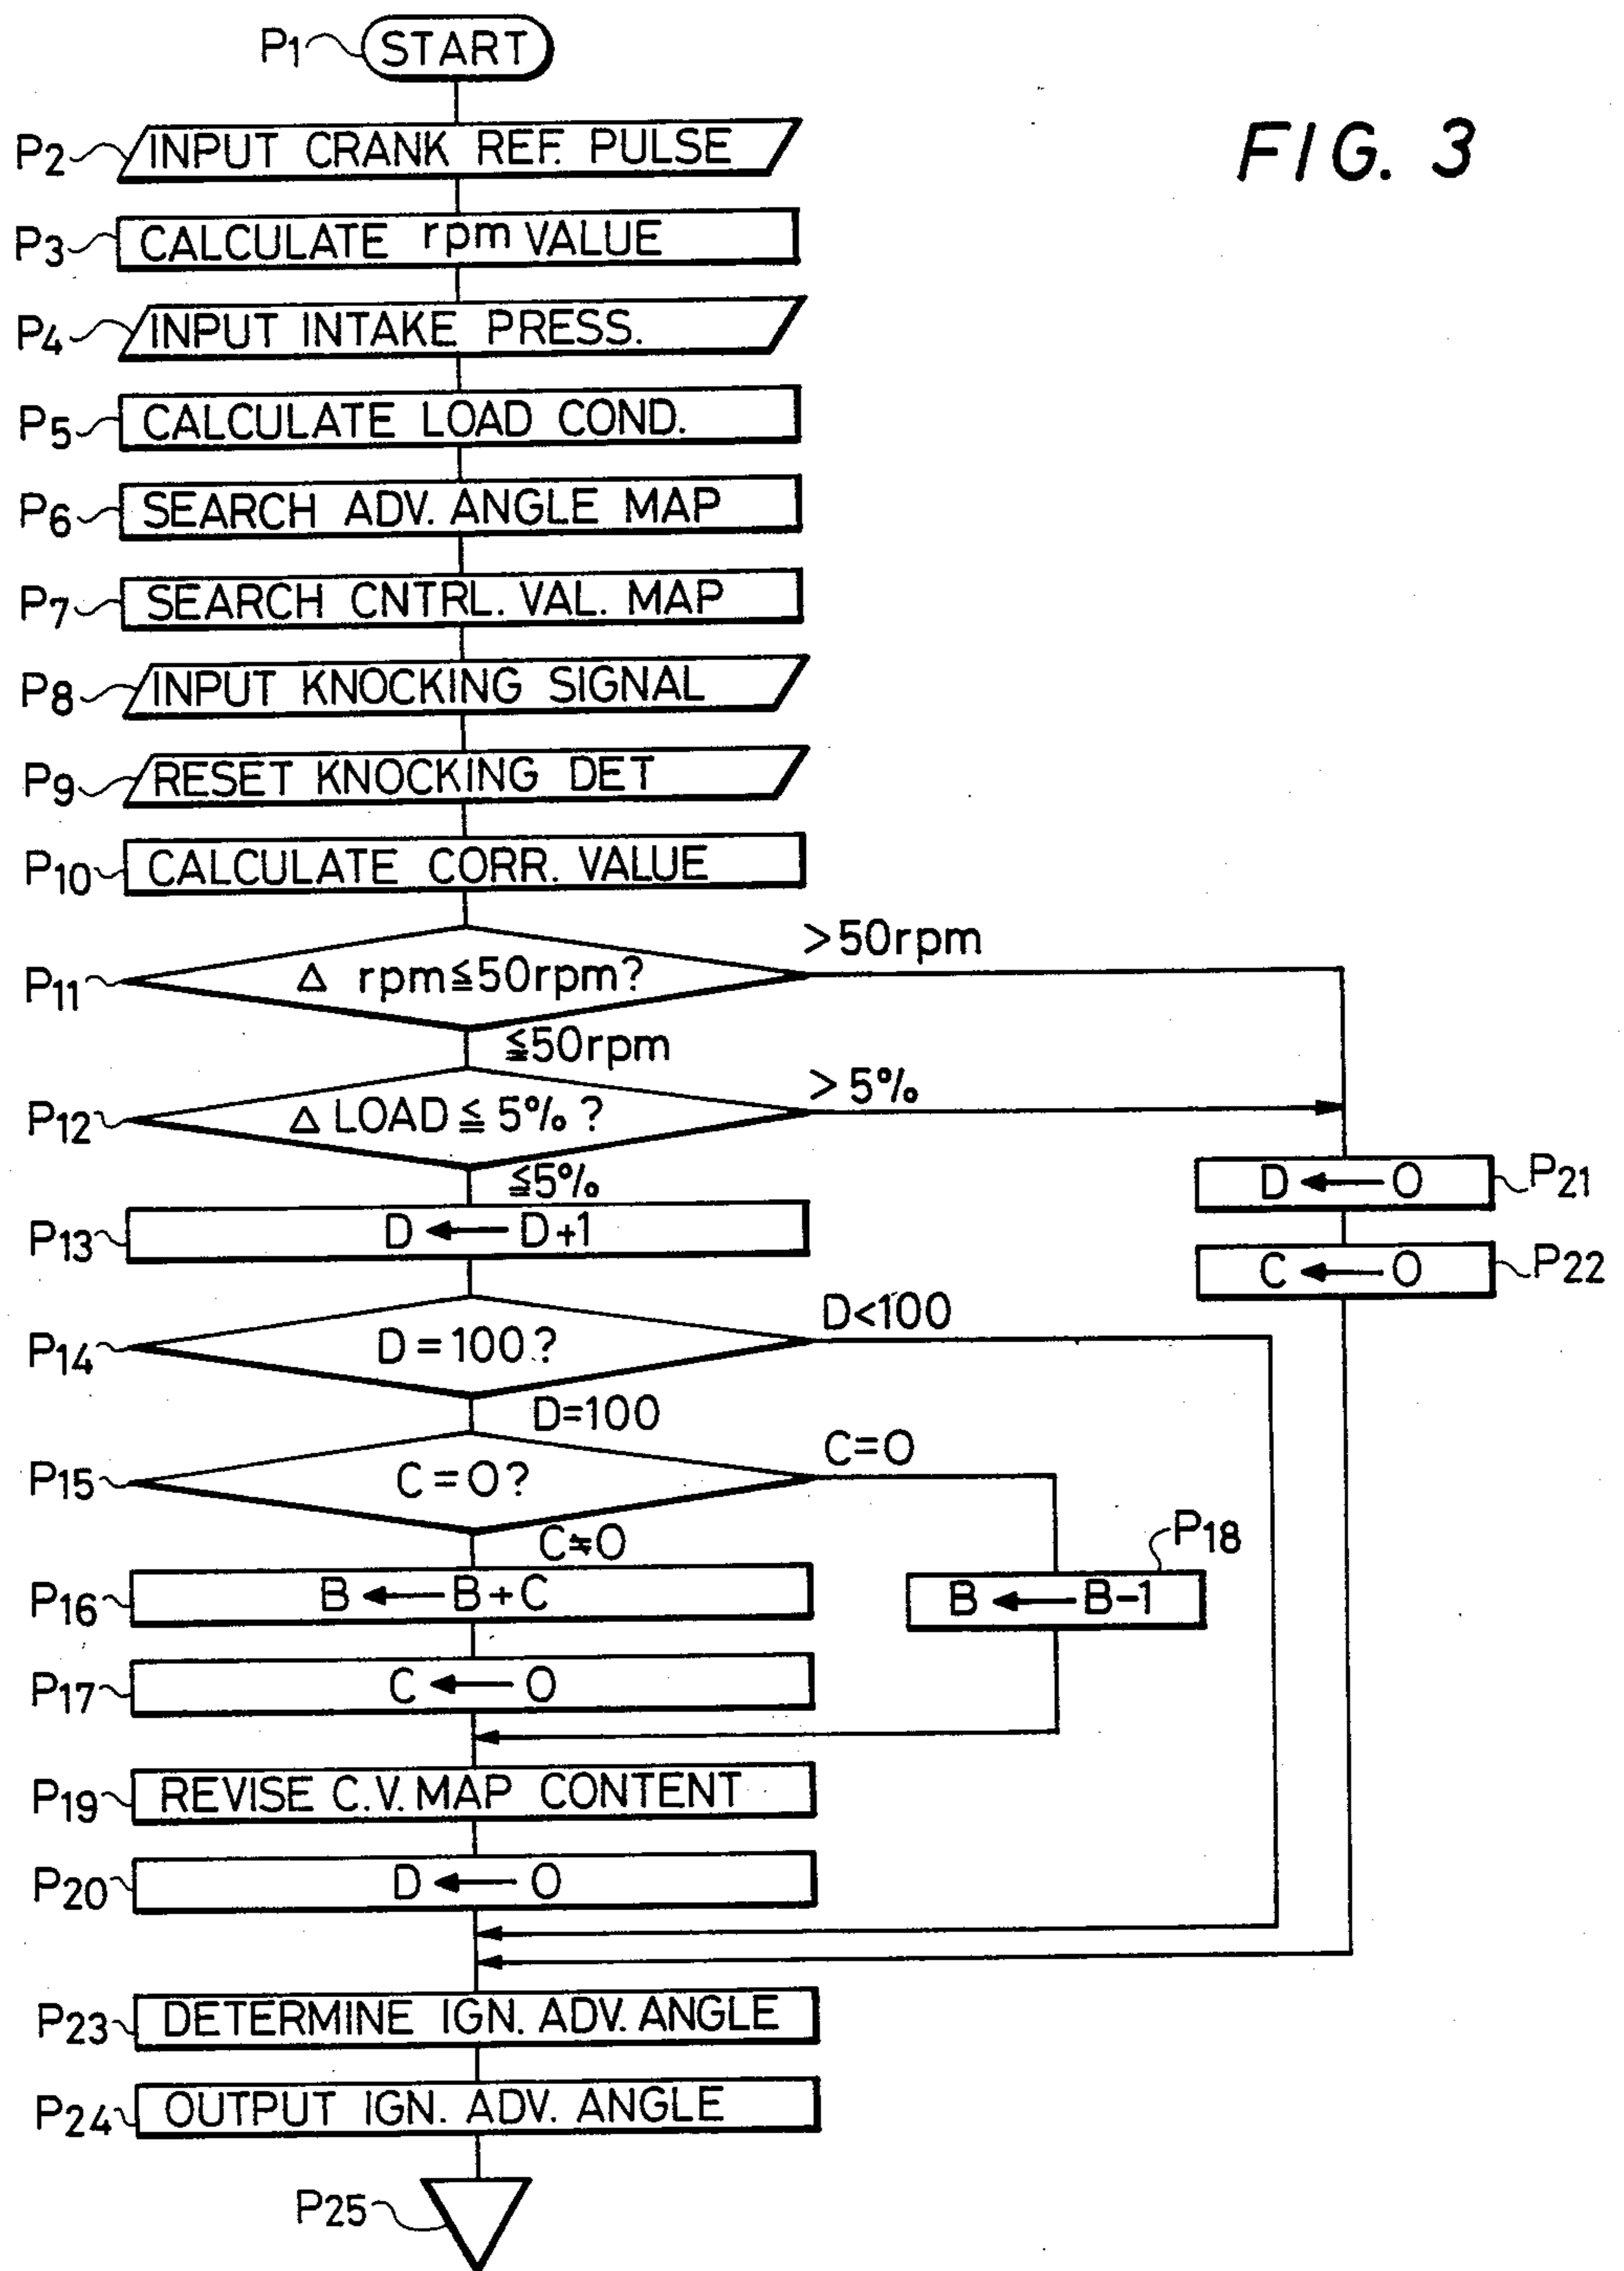 FIG. 3
P1 START
P2 INPUT CRANK REF. PULSE
P3 CALCULATE rpm VALUE
P4 INPUT INTAKE PRESS.
P5 CALCULATE LOAD COND.
P6 SEARCH ADV. ANGLE MAP
P7 SEARCH CNTRL. VAL. MAP
P8 INPUT KNOCKING SIGNAL
P9 RESET KNOCKING DET
P10 CALCULATE CORR. VALUE
>50rpm
P11 △ rpm≦50rpm?
≦50rpm
>5%
P12 △ LOAD≦5%?
≦5%
D ← O P21
P13 D ← D+1
C ← O P22
D<100
P14 D=100?
D=100
C=O
P15 C=O?
C≒O
P18
P16 B ← B+C
B ← B-1
P17 C ← O
P19 REVISE C.V. MAP CONTENT
P20 D ← O
P23 DETERMINE IGN. ADV. ANGLE
P24 OUTPUT IGN. ADV. ANGLE
P25